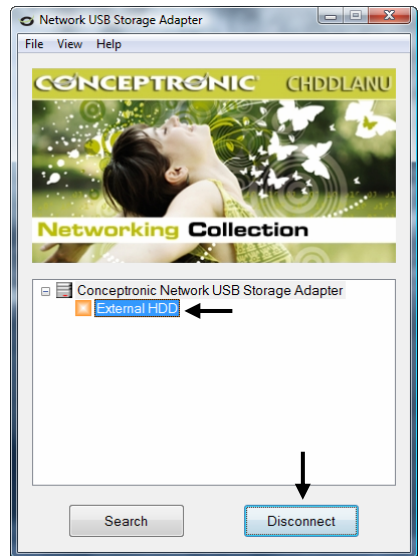 Network USB Storage Adapter
File View Help
CONCEPTRONIC CHDDLANU
Networking Collection
Conceptronic Network USB Storage Adapter
External HDD
Search Disconnect